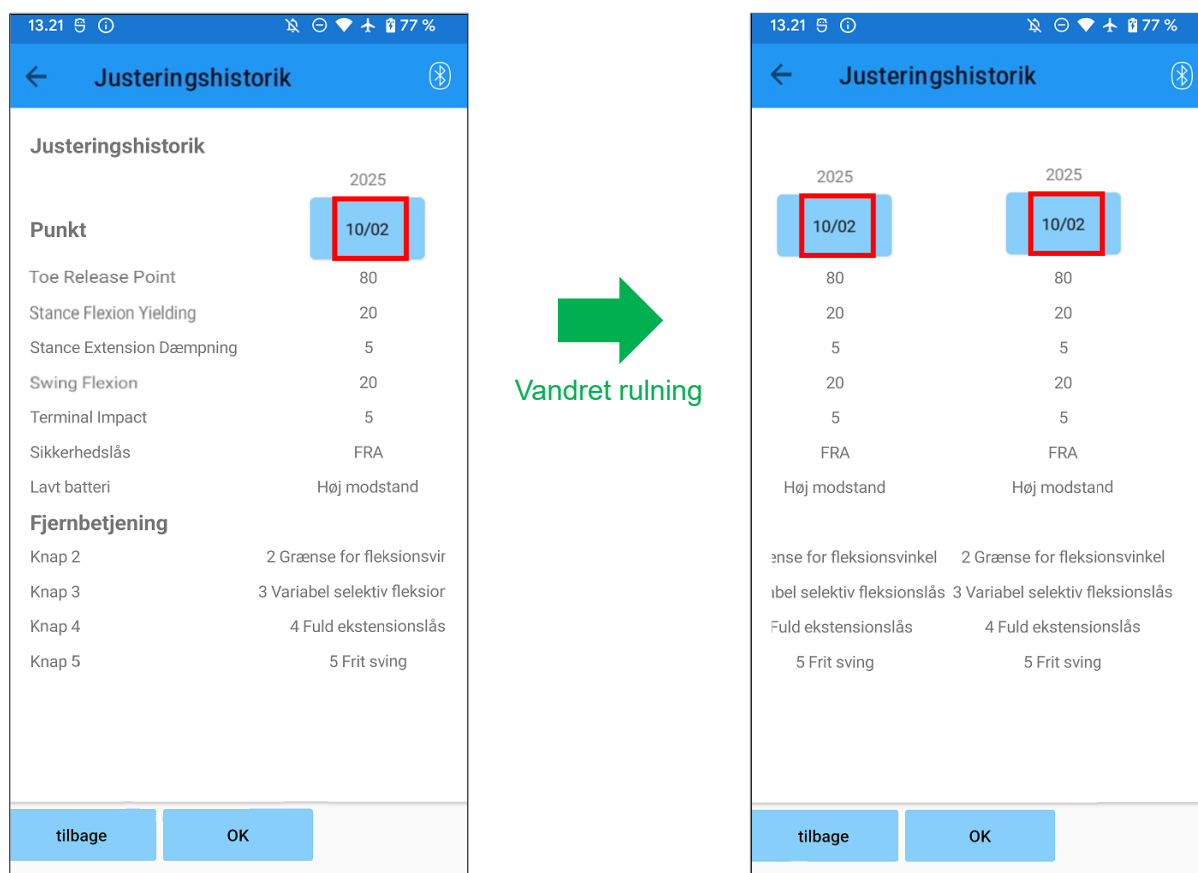 13.21
77 %
Justeringshistorik
Justeringshistorik
2025
Punkt
10/02
Toe Release Point 80
Stance Flexion Yielding 20
Stance Extension Dæmpning 5
Swing Flexion 20
Terminal Impact 5
Sikkerhedslås FRA
Lavt batteri Høj modstand
Fjernbetjening
Knap 2 2 Grænse for fleksionsvir
Knap 3 3 Variabel selektiv fleksior
Knap 4 4 Fuld ekstensionslås
Knap 5 5 Frit sving
tilbage OK
Vandret rulning
13.21
77 %
Justeringshistorik
2025 2025
10/02 10/02
80 80
20 20
5 5
20 20
5 5
FRA FRA
Høj modstand Høj modstand
ense for fleksionsvinkel 2 Grænse for fleksionsvinkel
abel selektiv fleksionslås 3 Variabel selektiv fleksionslås
Fuld ekstensionslås 4 Fuld ekstensionslås
5 Frit sving 5 Frit sving
tilbage OK